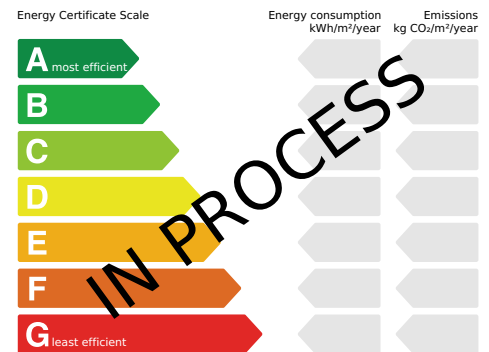 Energy Certificate Scale
Energy consumption
kWh/m²/year
Emissions
kg CO₂/m²/year
A most efficient
B
C
D
E
F
G least efficient
IN PROCESS